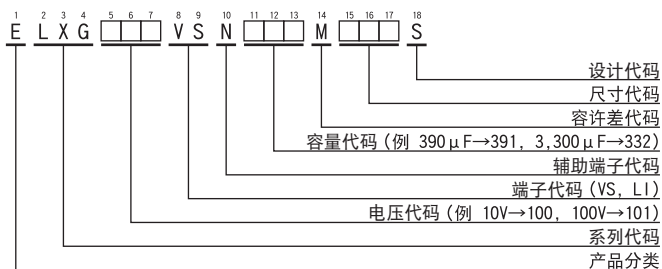 1 2 3 4 5 6 7 8 9 10 11 12 13 14 15 16 17 18
E L X G □□□ V S N □□□ M □□□ S
设计代码
尺寸代码
容许差代码
容量代码 (例 390μF→391, 3,300μF→332)
辅助端子代码
端子代码 (VS, LI)
电压代码 (例 10V→100, 100V→101)
系列代码
产品分类